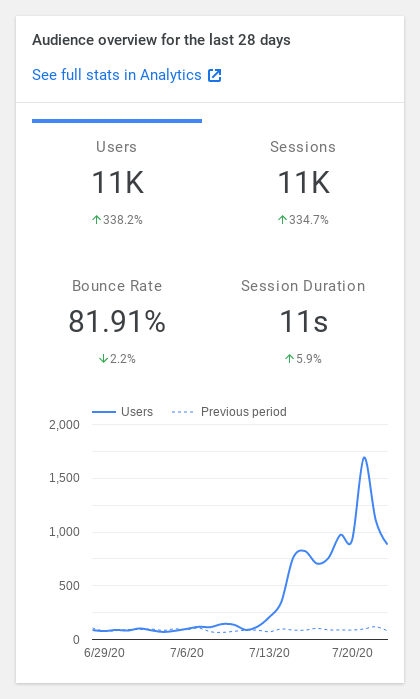 Audience overview for the last 28 days
See full stats in Analytics
Users
Sessions
11K
11K
338.2%
334.7%
Bounce Rate
Session Duration
81.91%
11s
2.2%
5.9%
Users
Previous period
2,000
1,500
1,000
500
0
6/29/20 7/6/20 7/13/20 7/20/20